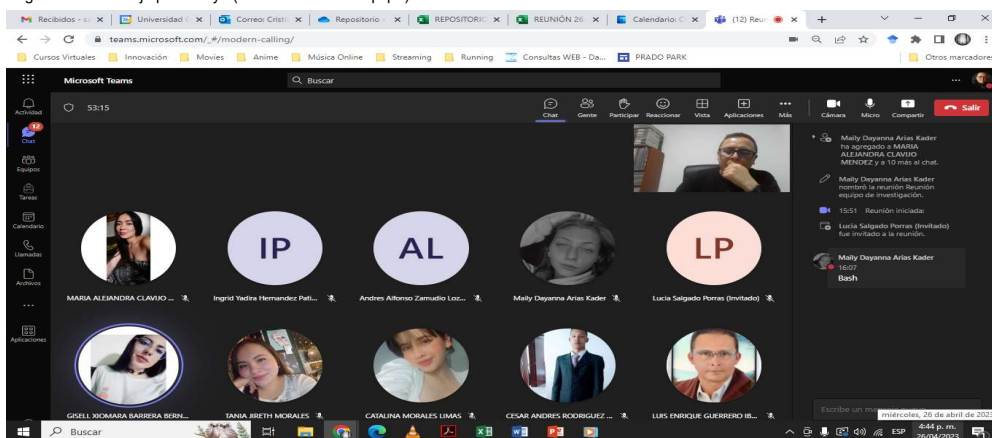 Recibidos - sa
Universidad C
Correo: Cristi
Repositorio -
REPOSITORIO
REUNIÓN 26
Calendario: C
(12) Reun
teams.microsoft.com/_#/modern-calling/
Cursos Virtuales
Innovación
Movies
Anime
Música Online
Streaming
Running
Consultas WEB - Da...
PRADO PARK
Otros marcadores
Microsoft Teams
Buscar
53:15
Chat
Gente
Participar
Reaccionar
Vista
Aplicaciones
Más
Cámara
Micro
Compartir
Salir
Actividad
12
Chat
Equipos
Tareas
Calendario
Llamadas
Archivos
Aplicaciones
IP
AL
LP
MARIA ALEJANDRA CLAVIJO ...
Ingrid Yadira Hernandez Pati...
Andres Alfonso Zamudio Loz...
Maily Dayanna Arias Kader
Lucia Salgado Porras (Invitado)
GISELL XIOMARA BARRERA BERN...
TANIA JIRETH MORALES
CATALINA MORALES LIMAS
CESAR ANDRES RODRIGUEZ ...
LUIS ENRIQUE GUERRERO IB...
Maily Dayanna Arias Kader
ha agregado a MARIA
ALEJANDRA CLAVIJO
MENDEZ y a 10 más al chat.
Maily Dayanna Arias Kader
nombró la reunión Reunión
equipo de investigación.
15:51 Reunión iniciada:
Lucia Salgado Porras (Invitado)
fue invitado a la reunión.
Maily Dayanna Arias Kader
16:07
Bash
Escribe un me
miércoles, 26 de abril de 2023
Buscar
ESP
4:44 p. m.
26/04/2023